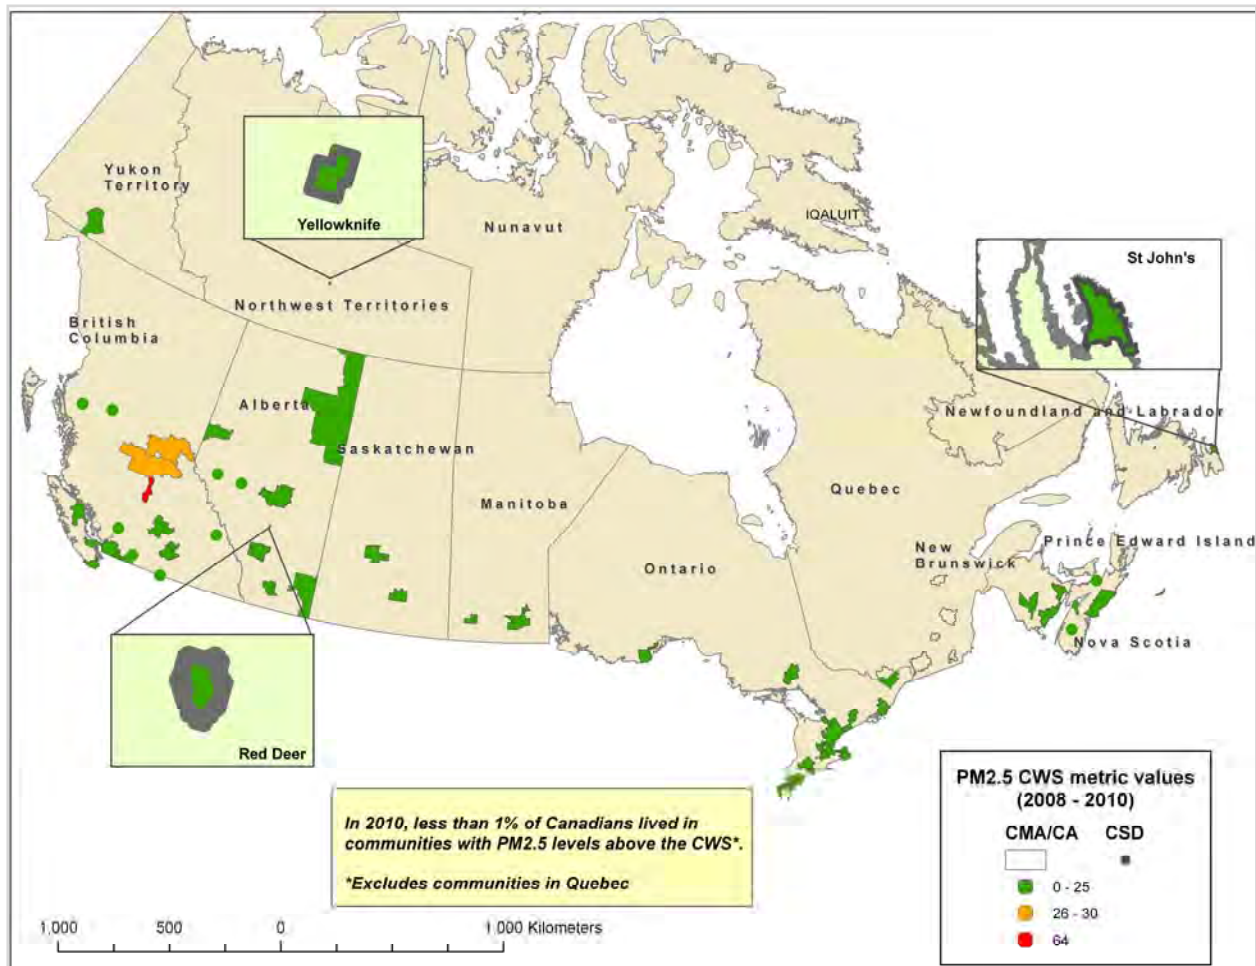 Yukon
Territory
Yellowknife
Nunavut
IQALUIT
St John's
Northwest Territories
British
Columbia
Alberta
Saskatchewan
Newfoundland and Labrador
Manitoba
Quebec
Ontario
New
Brunswick
Prince Edward Island
Nova Scotia
Red Deer
In 2010, less than 1% of Canadians lived in
communities with PM2.5 levels above the CWS*.
*Excludes communities in Quebec
PM2.5 CWS metric values
(2008 - 2010)
CMA/CA CSD
0 - 25
26 - 30
64
1,000 500 0 1 000 Kilometers